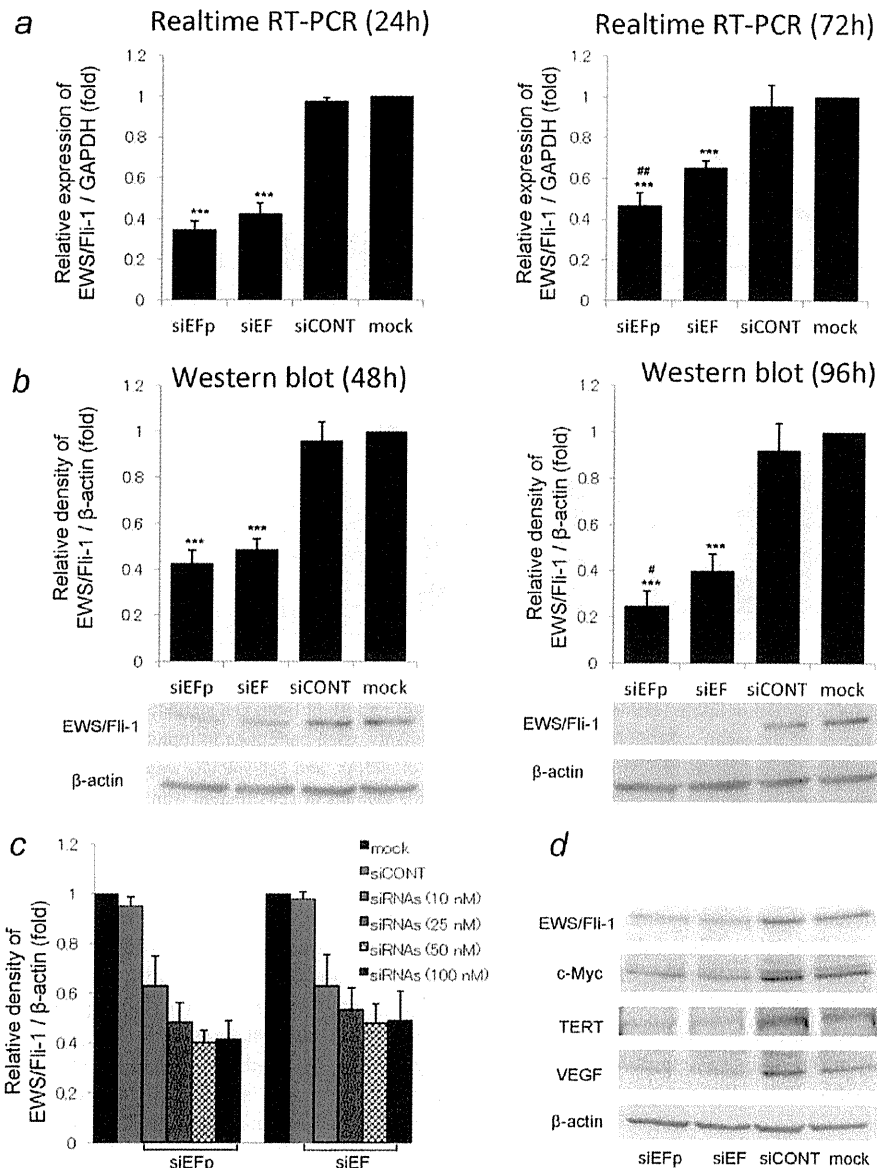 a
Realtime RT-PCR (24h)
Relative expression of
EWS/Fli-1 / GAPDH (fold)
1.2
1
0.8
0.6
0.4
0.2
0
***
***
siEFp
siEF
siCONT
mock
Realtime RT-PCR (72h)
Relative expression of
EWS/Fli-1 / GAPDH (fold)
1.2
1
0.8
0.6
0.4
0.2
0
##
***
***
siEFp
siEF
siCONT
mock
b
Western blot (48h)
Relative density of
EWS/Fli-1 / β-actin (fold)
1.2
1
0.8
0.6
0.4
0.2
0
***
***
siEFp
siEF
siCONT
mock
EWS/Fli-1
β-actin
Western blot (96h)
Relative density of
EWS/Fli-1 / β-actin (fold)
1.2
1
0.8
0.6
0.4
0.2
0
#
***
***
siEFp
siEF
siCONT
mock
EWS/Fli-1
β-actin
c
Relative density of
EWS/Fli-1 / β-actin (fold)
1.2
1
0.8
0.6
0.4
0.2
0
mock
siCONT
siRNAs (10 nM)
siRNAs (25 nM)
siRNAs (50 nM)
siRNAs (100 nM)
siEFp
siEF
d
EWS/Fli-1
c-Myc
TERT
VEGF
β-actin
siEFp
siEF
siCONT
mock